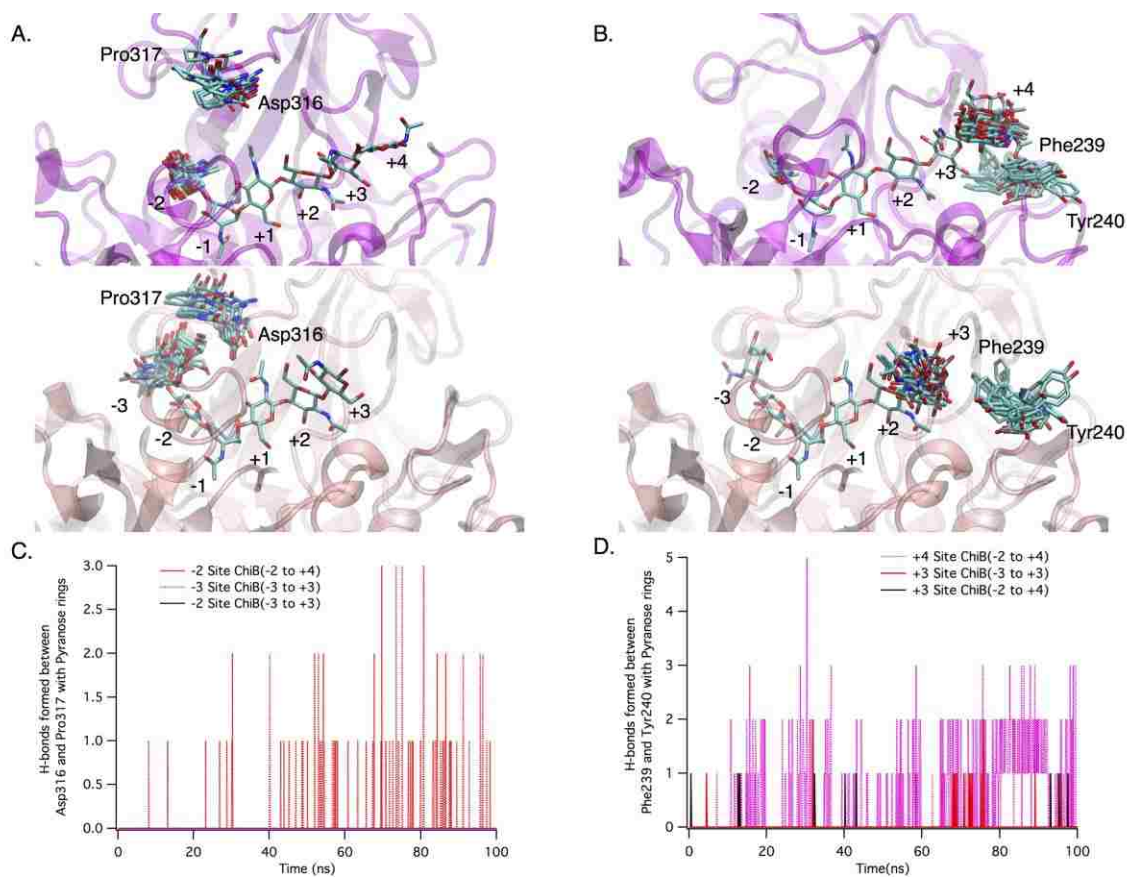 A.
Pro317
Asp316
-2
-1
+1
+2
+3
+4
Pro317
Asp316
-3
-2
-1
+1
+2
+3
B.
+4
Phe239
Tyr240
-2
-1
+1
+2
+3
+3
Phe239
Tyr240
-3
-2
-1
+1
+2
C.
-2 Site ChiB(-2 to +4)
-3 Site ChiB(-3 to +3)
-2 Site ChiB(-3 to +3)
H-bonds formed between
Asp316 and Pro317 with Pyranose rings
3.0
2.5
2.0
1.5
1.0
0.5
0.0
0
20
40
60
80
100
Time (ns)
D.
+4 Site ChiB(-2 to +4)
+3 Site ChiB(-3 to +3)
+3 Site ChiB(-2 to +4)
H-bonds formed between
Phe239 and Tyr240 with Pyranose rings
5
4
3
2
1
0
0
20
40
60
80
100
Time(ns)